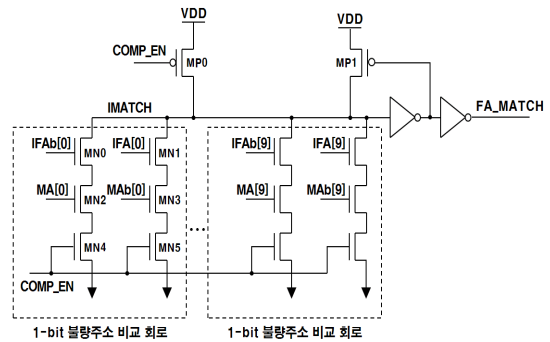 VDD
VDD
COMP_EN
MP0
MP1
IMATCH
FA_MATCH
IFAb[0]
MN0
IFA[0]
MN1
IFAb[9]
IFA[9]
MA[0]
MN2
MAb[0]
MN3
MA[9]
MAb[9]
...
MN4
MN5
COMP_EN
1-bit 불량주소 비교 회로
1-bit 불량주소 비교 회로